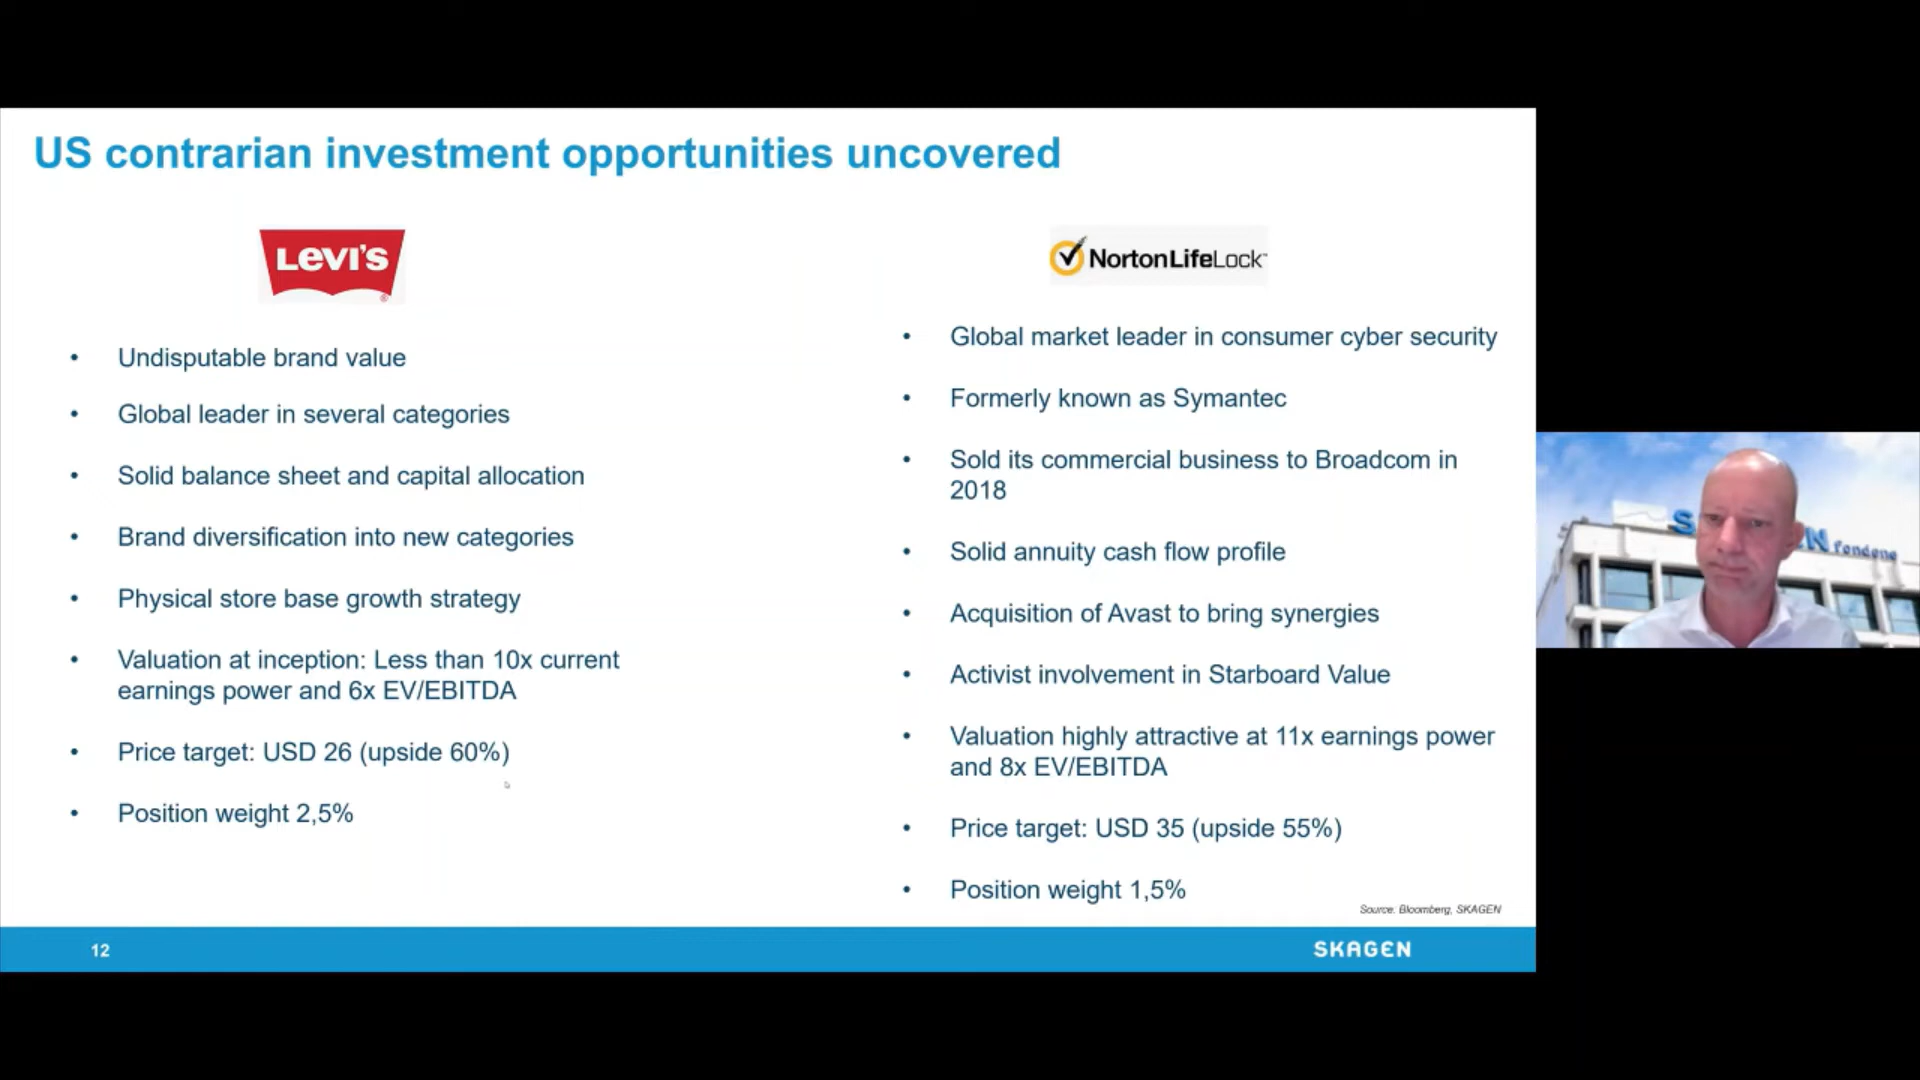 US contrarian investment opportunities uncovered
LEVI'S
®
• Undisputable brand value
• Global leader in several categories
• Solid balance sheet and capital allocation
• Brand diversification into new categories
• Physical store base growth strategy
• Valuation at inception: Less than 10x current
earnings power and 6x EV/EBITDA
• Price target: USD 26 (upside 60%)
• Position weight 2,5%
NortonLifeLock™
• Global market leader in consumer cyber security
• Formerly known as Symantec
• Sold its commercial business to Broadcom in
2018
• Solid annuity cash flow profile
• Acquisition of Avast to bring synergies
• Activist involvement in Starboard Value
• Valuation highly attractive at 11x earnings power
and 8x EV/EBITDA
• Price target: USD 35 (upside 55%)
• Position weight 1,5%
Source: Bloomberg, SKAGEN
12
SKAGEN
fondene